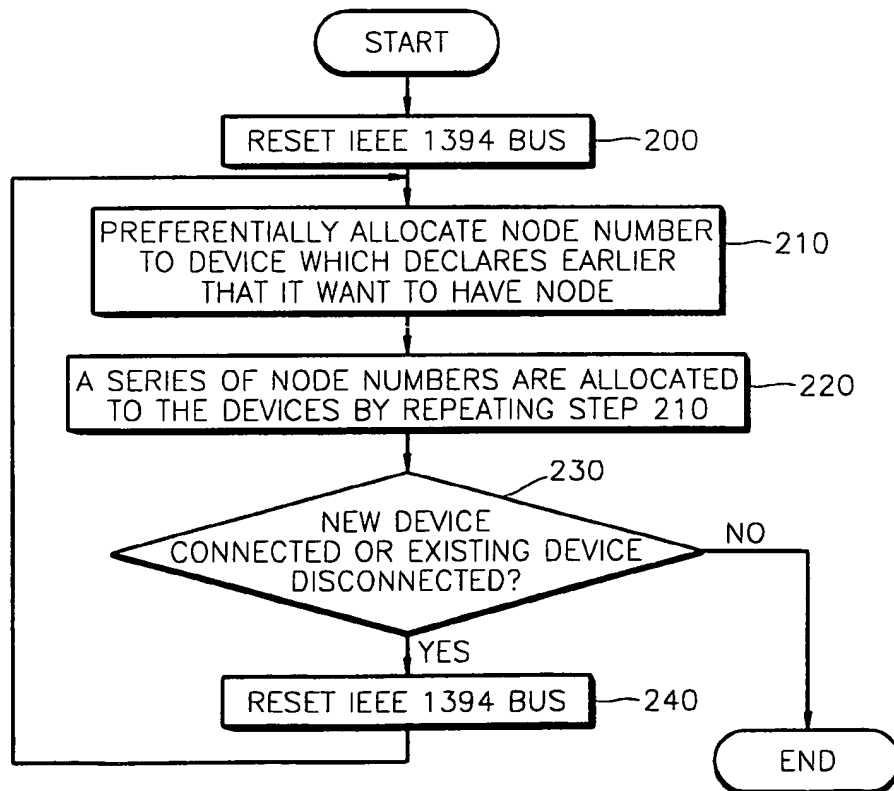 START
RESET IEEE 1394 BUS
200
PREFERENTIALLY ALLOCATE NODE NUMBER
TO DEVICE WHICH DECLARES EARLIER
THAT IT WANT TO HAVE NODE
210
A SERIES OF NODE NUMBERS ARE ALLOCATED
TO THE DEVICES BY REPEATING STEP 210
220
230
NEW DEVICE
CONNECTED OR EXISTING DEVICE
DISCONNECTED?
NO
YES
RESET IEEE 1394 BUS
240
END